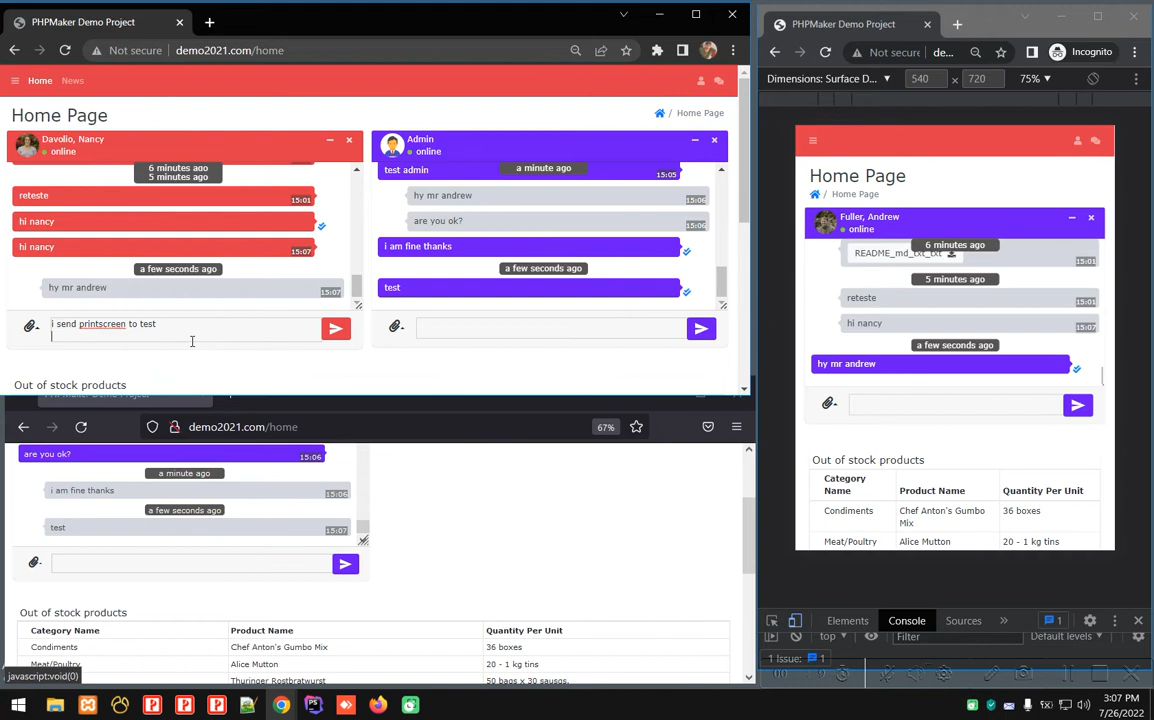 PHPMaker Demo Project
Not secure
demo2021.com/home
Home
News
Home Page
Home Page
Davolio, Nancy
online
6 minutes ago
5 minutes ago
reteste
15:01
hi nancy
hi nancy
15:07
a few seconds ago
hy mr andrew
15:07
i send printscreen to test
Admin
online
test admin
a minute ago
15:05
hy mr andrew
15:06
are you ok?
15:06
i am fine thanks
a few seconds ago
test
Out of stock products
demo2021.com/home
67%
are you ok?
15:06
a minute ago
i am fine thanks
15:06
a few seconds ago
test
15:07
Out of stock products
Category Name Product Name Quantity Per Unit
Condiments Chef Anton's Gumbo Mix 36 boxes
Meat/Poultry Alice Mutton 20 - 1 kg tins
Thuringer Rostbratwurst 50 bags x 30 sausgs.
javascript:void(0)
PHPMaker Demo Project
Not secure
de...
Incognito
Dimensions: Surface D...
540 × 720
75%
Home Page
Home Page
Fuller, Andrew
online
6 minutes ago
README_md_txt_txt
15:01
5 minutes ago
reteste
15:01
hi nancy
15:07
a few seconds ago
hy mr andrew
Out of stock products
Category Name Product Name Quantity Per Unit
Condiments Chef Anton's Gumbo Mix 36 boxes
Meat/Poultry Alice Mutton 20 - 1 kg tins
Elements
Console
Sources
1
top
Filter
Default levels
1 Issue: 1
3:07 PM
7/26/2022